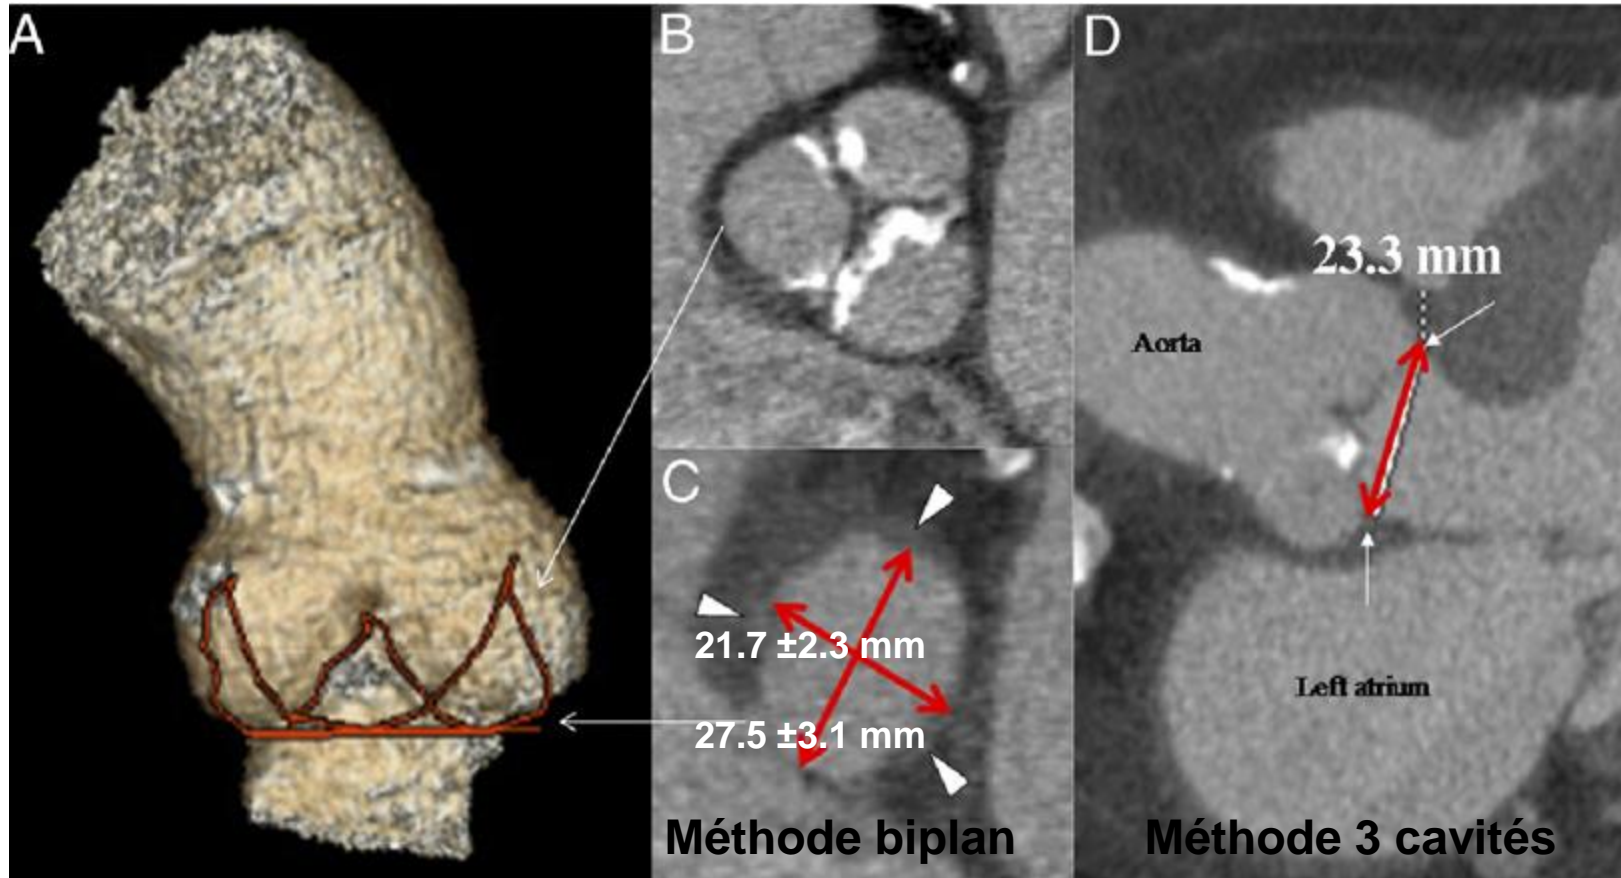 A
B
D
23.3 mm
Aorta
C
21.7 ±2.3 mm
27.5 ±3.1 mm
Left atrium
Méthode biplan
Méthode 3 cavités